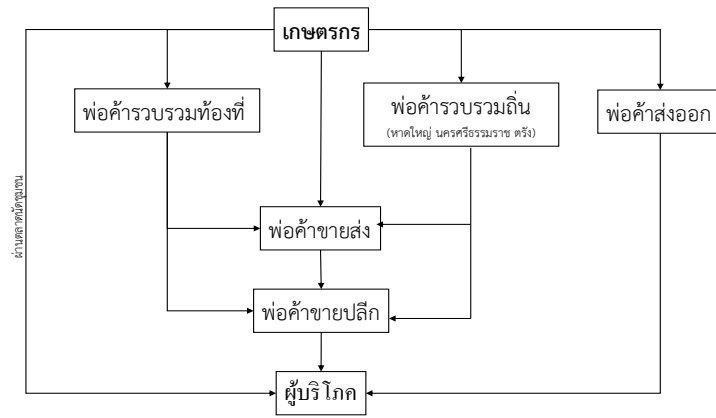 เกษตรกร
พ่อค้ารวบรวมท้องที่
พ่อค้ารวบรวมถิ่น
(หาดใหญ่ นครศรีธรรมราช ตรัง)
พ่อค้าส่งออก
ผ่านตลาดนัดชุมชน
พ่อค้าขายส่ง
พ่อค้าขายปลีก
ผู้บริโภค